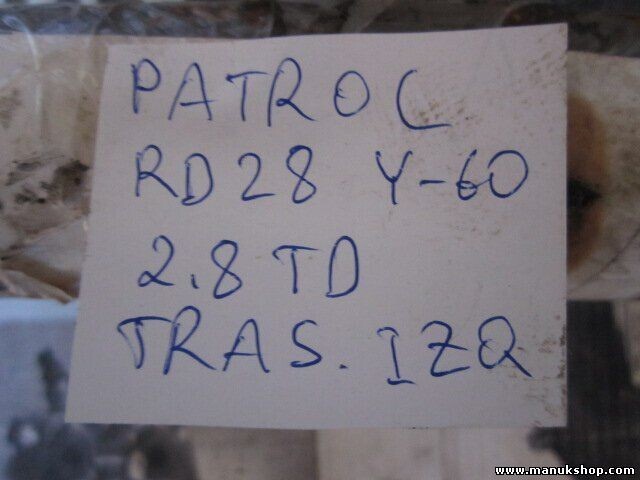 PATROL
RD28 Y-60
2.8 TD
TRAS. IZQ
www.manukshop.com